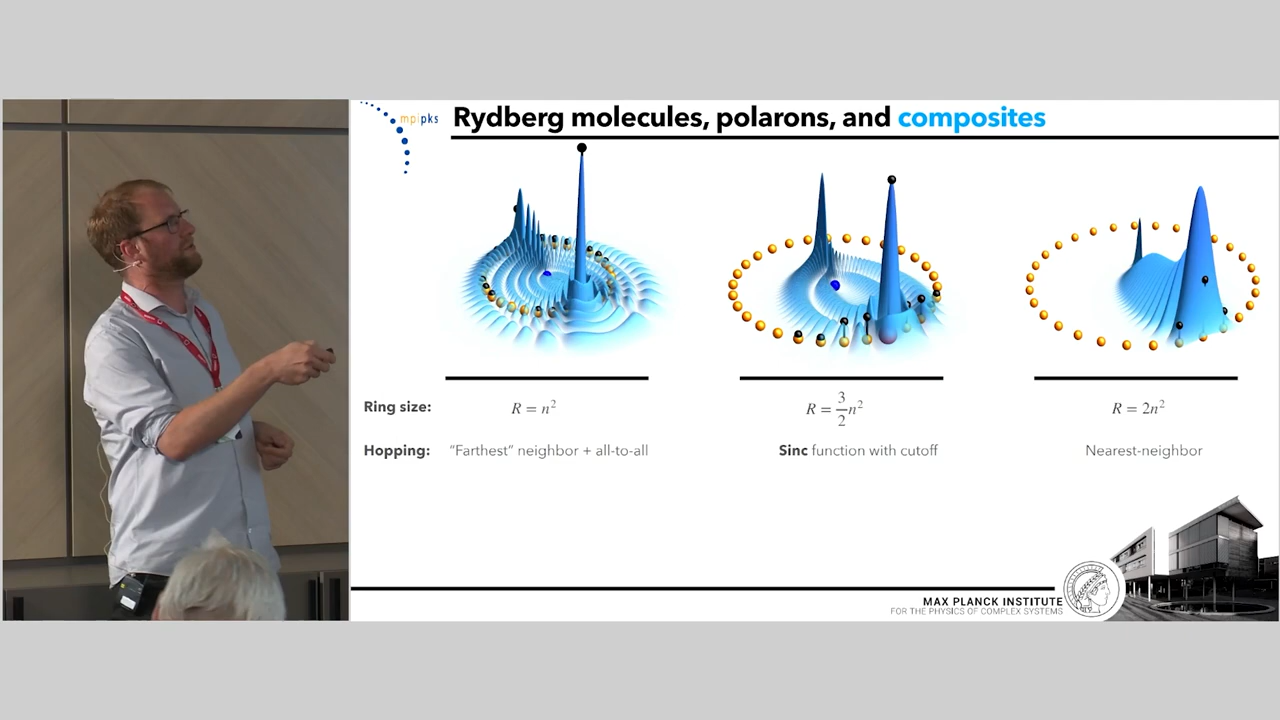 mpipks
Rydberg molecules, polarons, and composites
Ring size:
R = n²
R = 3/2 n²
R = 2n²
Hopping:
“Farthest” neighbor + all-to-all
Sinc function with cutoff
Nearest-neighbor
MAX PLANCK INSTITUTE
FOR THE PHYSICS OF COMPLEX SYSTEMS